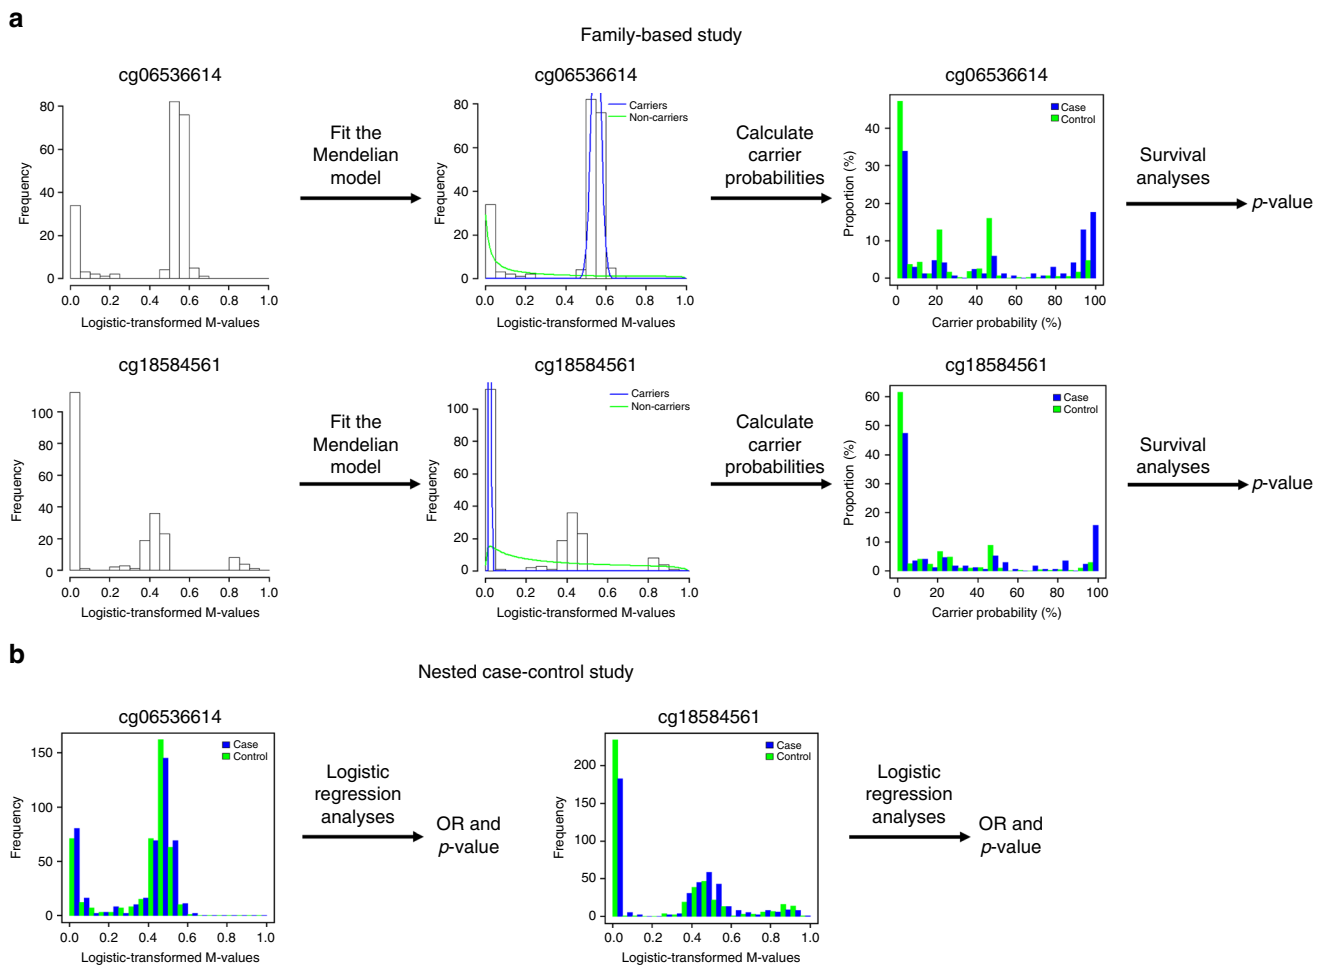 a
Family-based study
cg06536614
cg06536614
cg06536614
80
60
40
20
0
Frequency
0.0 0.2 0.4 0.6 0.8 1.0
Logistic-transformed M-values
Fit the
Mendelian
model
80
60
40
20
0
Frequency
Carriers
Non-carriers
0.0 0.2 0.4 0.6 0.8 1.0
Logistic-transformed M-values
Calculate
carrier
probabilities
40
30
20
10
0
Proportion (%)
Case
Control
0 20 40 60 80 100
Carrier probability (%)
Survival
analyses
p-value
cg18584561
cg18584561
cg18584561
100
80
60
40
20
0
Frequency
0.0 0.2 0.4 0.6 0.8 1.0
Logistic-transformed M-values
Fit the
Mendelian
model
100
80
60
40
20
0
Frequency
Carriers
Non-carriers
0.0 0.2 0.4 0.6 0.8 1.0
Logistic-transformed M-values
Calculate
carrier
probabilities
60
50
40
30
20
10
0
Proportion (%)
Case
Control
0 20 40 60 80 100
Carrier probability (%)
Survival
analyses
p-value
b
Nested case-control study
cg06536614
150
100
50
0
Frequency
Case
Control
0.0 0.2 0.4 0.6 0.8 1.0
Logistic-transformed M-values
Logistic
regression
analyses
OR and
p-value
cg18584561
200
150
100
50
0
Frequency
Case
Control
0.0 0.2 0.4 0.6 0.8 1.0
Logistic-transformed M-values
Logistic
regression
analyses
OR and
p-value